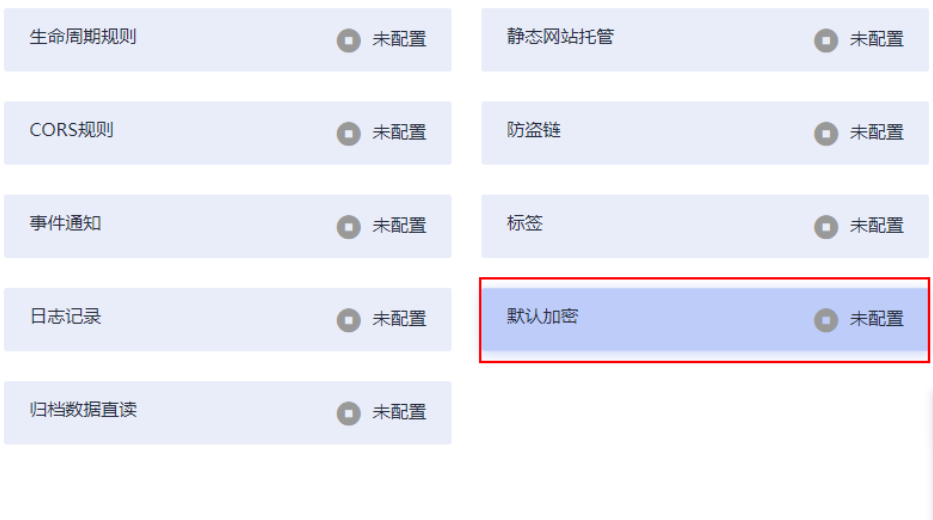 生命周期规则 未配置 静态网站托管 未配置
CORS规则 未配置 防盗链 未配置
事件通知 未配置 标签 未配置
日志记录 未配置 默认加密 未配置
归档数据直读 未配置